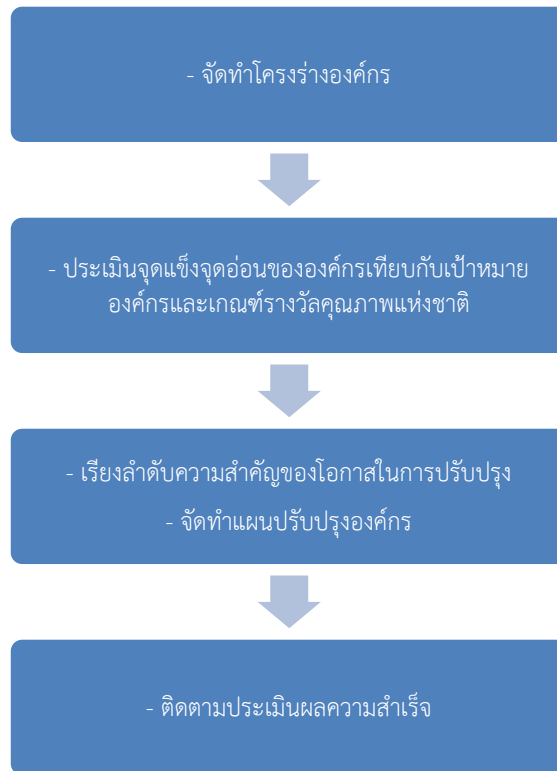 - จัดทำโครงร่างองค์กร
- ประเมินจุดแข็งจุดอ่อนขององค์กรเทียบกับเป้าหมาย
องค์กรและเกณฑ์รางวัลคุณภาพแห่งชาติ
- เรียงลำดับความสำคัญของโอกาสในการปรับปรุง
- จัดทำแผนปรับปรุงองค์กร
- ติดตามประเมินผลความสำเร็จ